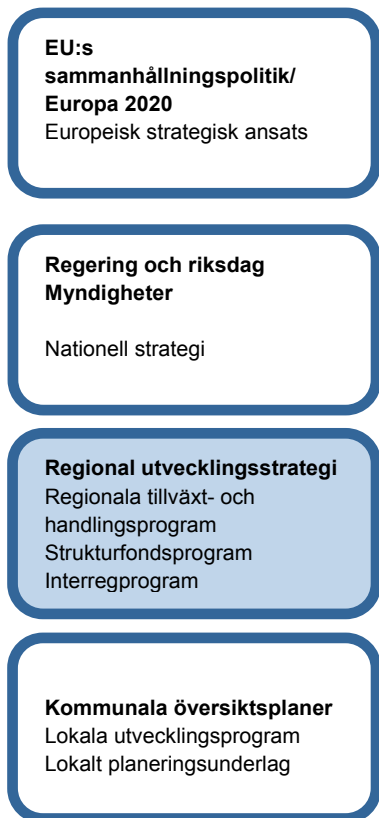 EU:s
sammanhållningspolitik/
Europa 2020
Europeisk strategisk ansats
Regering och riksdag
Myndigheter
Nationell strategi
Regional utvecklingsstrategi
Regionala tillväxt- och
handlingsprogram
Strukturfondsprogram
Interregprogram
Kommunala översiktsplaner
Lokala utvecklingsprogram
Lokalt planeringsunderlag